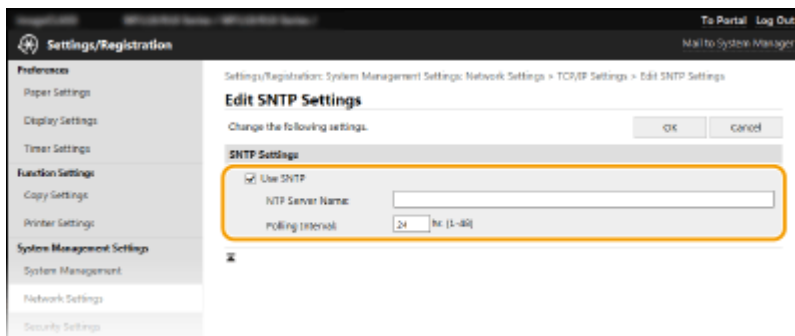 To Portal Log Out
Settings/Registration
Mail to System Manager
Preferences
Paper Settings
Display Settings
Timer Settings
Function Settings
Copy Settings
Printer Settings
System Management Settings
System Management
Network Settings
Security Settings
Settings/Registration: System Management Settings: Network Settings > TCP/IP Settings > Edit SNTP Settings
Edit SNTP Settings
Change the following settings.
OK
Cancel
SNTP Settings
Use SNTP
NTP Server Name:
Polling Interval:
24 hr. (1-48)